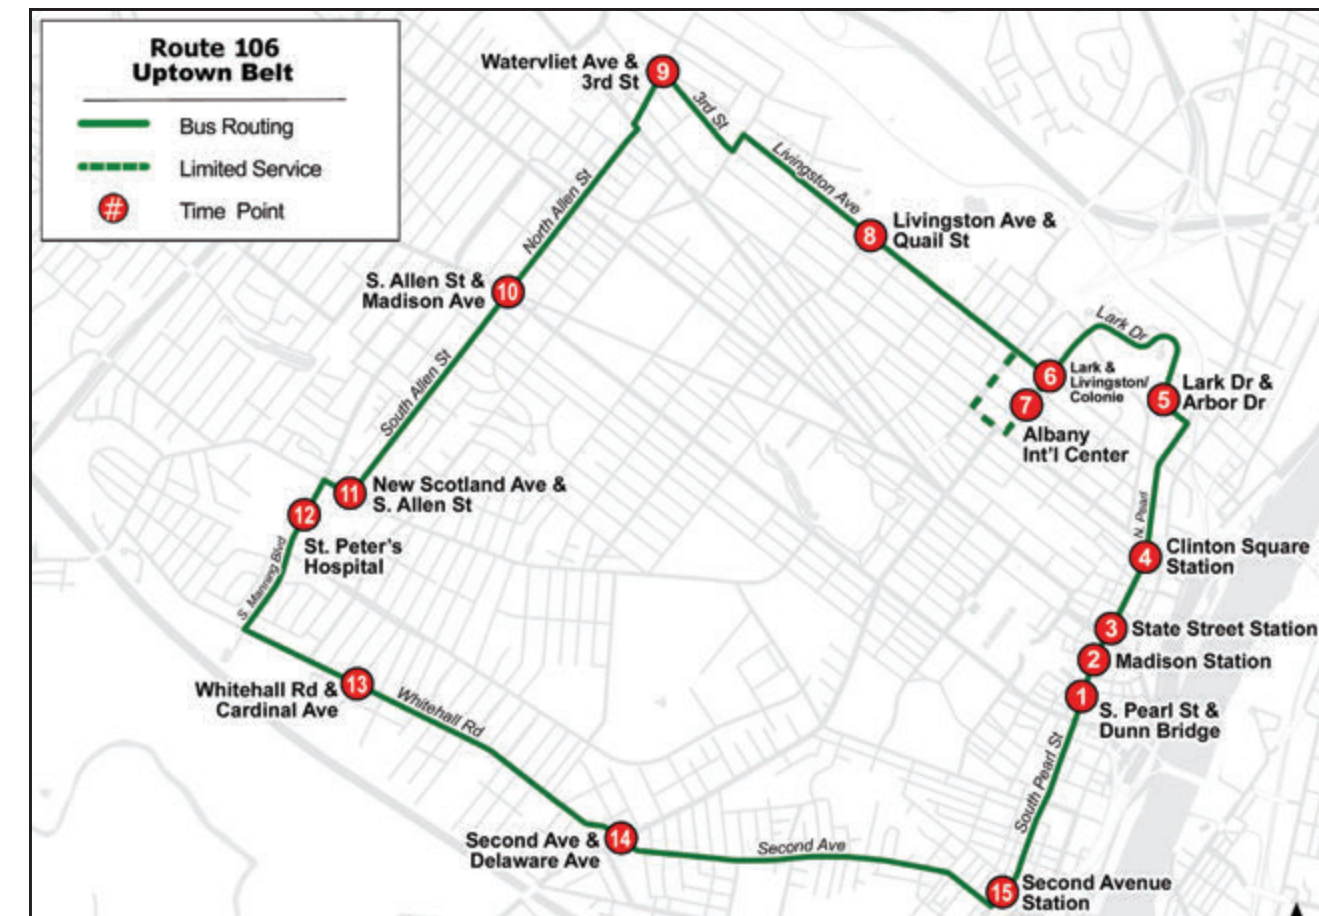 Route 106
Uptown Belt
Bus Routing
Limited Service
# Time Point
Watervliet Ave &
3rd St
9
3rd St
Livingston Ave
North Allen St
8
Livingston Ave &
Quail St
S. Allen St &
Madison Ave
10
Lark Dr
South Allen St
6
Lark &
Livingston/
Colonie
7
Albany
Int'l Center
5
Lark Dr &
Arbor Dr
11
New Scotland Ave &
S. Allen St
12
St. Peter's
Hospital
N. Pearl
4
Clinton Square
Station
S. Manning Blvd
3
State Street Station
2
Madison Station
1
S. Pearl St &
Dunn Bridge
Whitehall Rd &
Cardinal Ave
13
Whitehall Rd
South Pearl St
Second Ave &
Delaware Ave
14
Second Ave
15
Second Avenue
Station